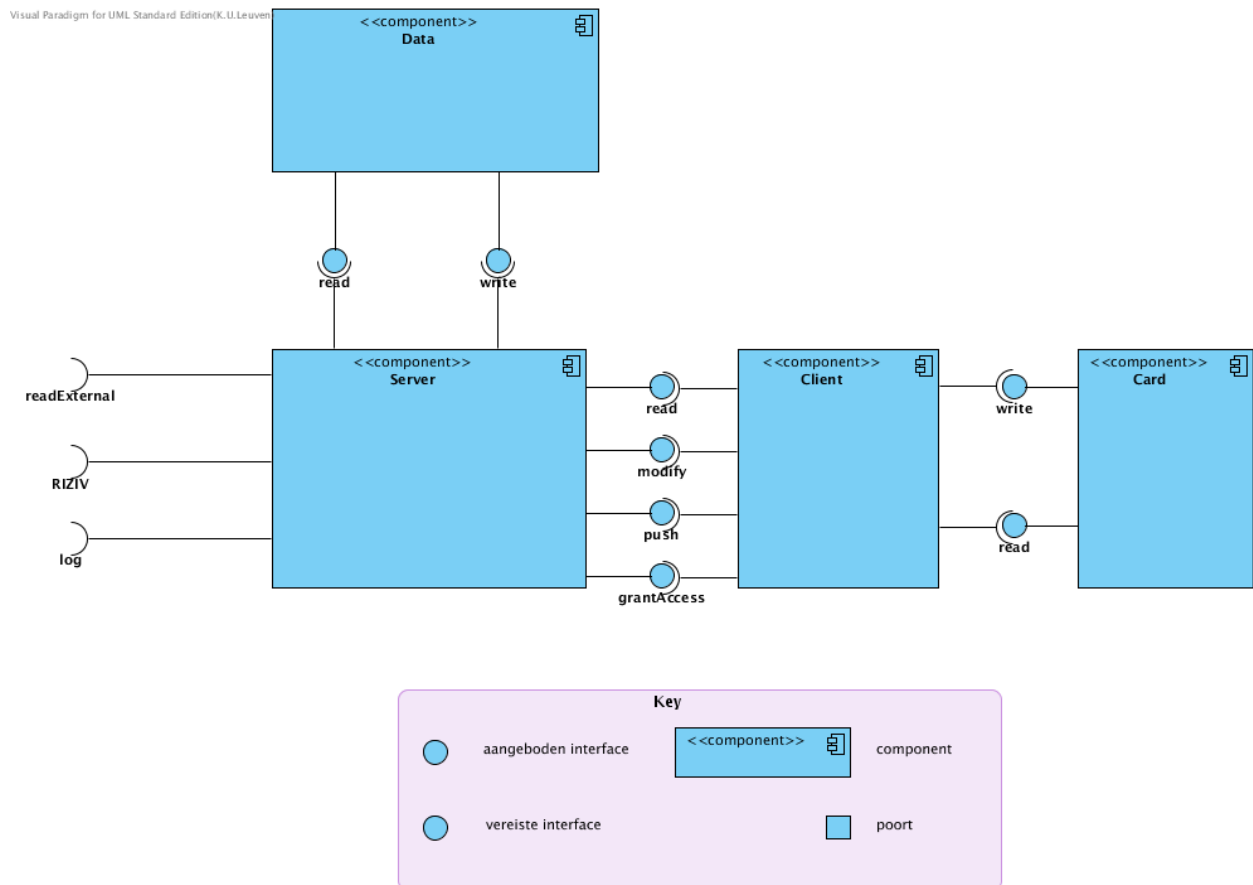 Visual Paradigm for UML Standard Edition(K.U.Leuven)
<<component>>
Data
read
write
<<component>>
Server
<<component>>
Client
<<component>>
Card
readExternal
RIZIV
log
read
modify
push
grantAccess
write
read
Key
aangeboden interface
<<component>>
component
vereiste interface
poort